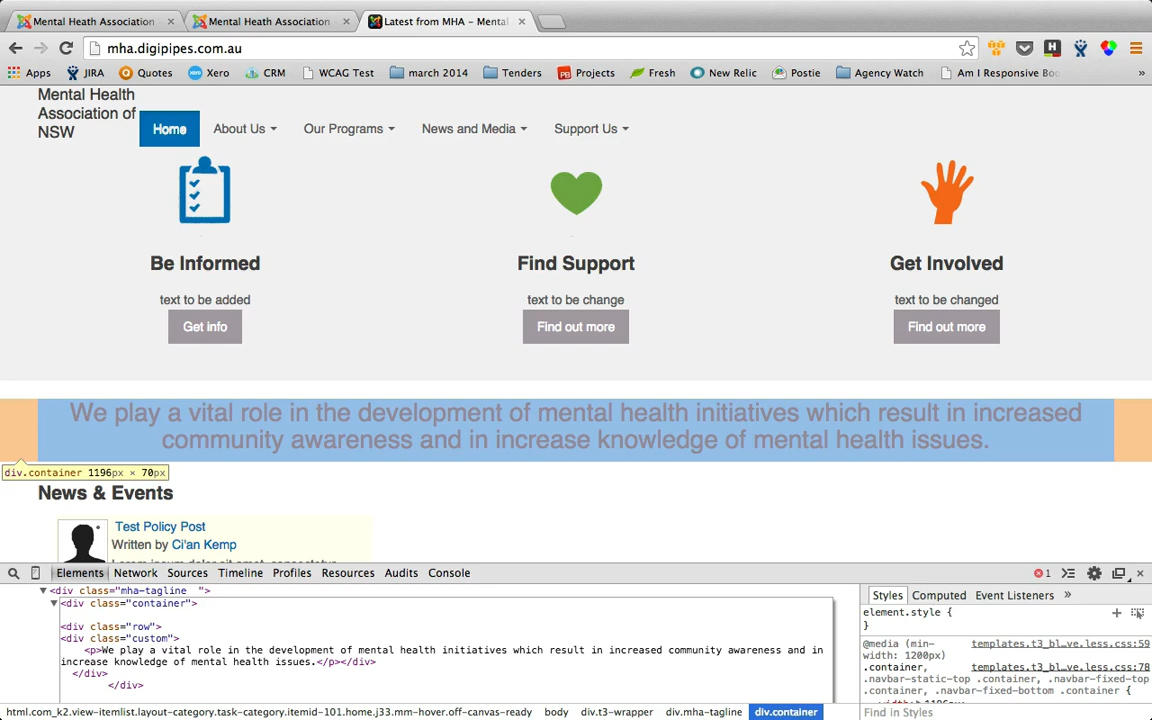 Mental Heath Association
Mental Heath Association
Latest from MHA – Mental
mha.digipipes.com.au
Apps JIRA Quotes Xero CRM WCAG Test march 2014 Tenders Projects Fresh New Relic Postie Agency Watch Am I Responsive Boo »
Mental Health
Association of
NSW
Home About Us Our Programs News and Media Support Us
Be Informed
text to be added
Get info
Find Support
text to be change
Find out more
Get Involved
text to be changed
Find out more
We play a vital role in the development of mental health initiatives which result in increased
community awareness and in increase knowledge of mental health issues.
div.container 1196px × 70px
News & Events
Test Policy Post
Written by Ci'an Kemp
Elements Network Sources Timeline Profiles Resources Audits Console 1
<div class="mha-tagline  ">
<div class="container">
<div class="row">
<div class="custom">
<p>We play a vital role in the development of mental health initiatives which result in increased community awareness and in
increase knowledge of mental health issues.</p></div>
</div>
</div>
Styles Computed Event Listeners »
element.style {
}
@media (min- templates.t3_bl…ve.less.css:59
width: 1200px)
.container, templates.t3_bl…ve.less.css:78
.navbar-static-top .container, .navbar-fixed-top
.container, .navbar-fixed-bottom .container {
html.com_k2.view-itemlist.layout-category.task-category.itemid-101.home.j33.mm-hover.off-canvas-ready body div.t3-wrapper div.mha-tagline div.container
Find in Styles